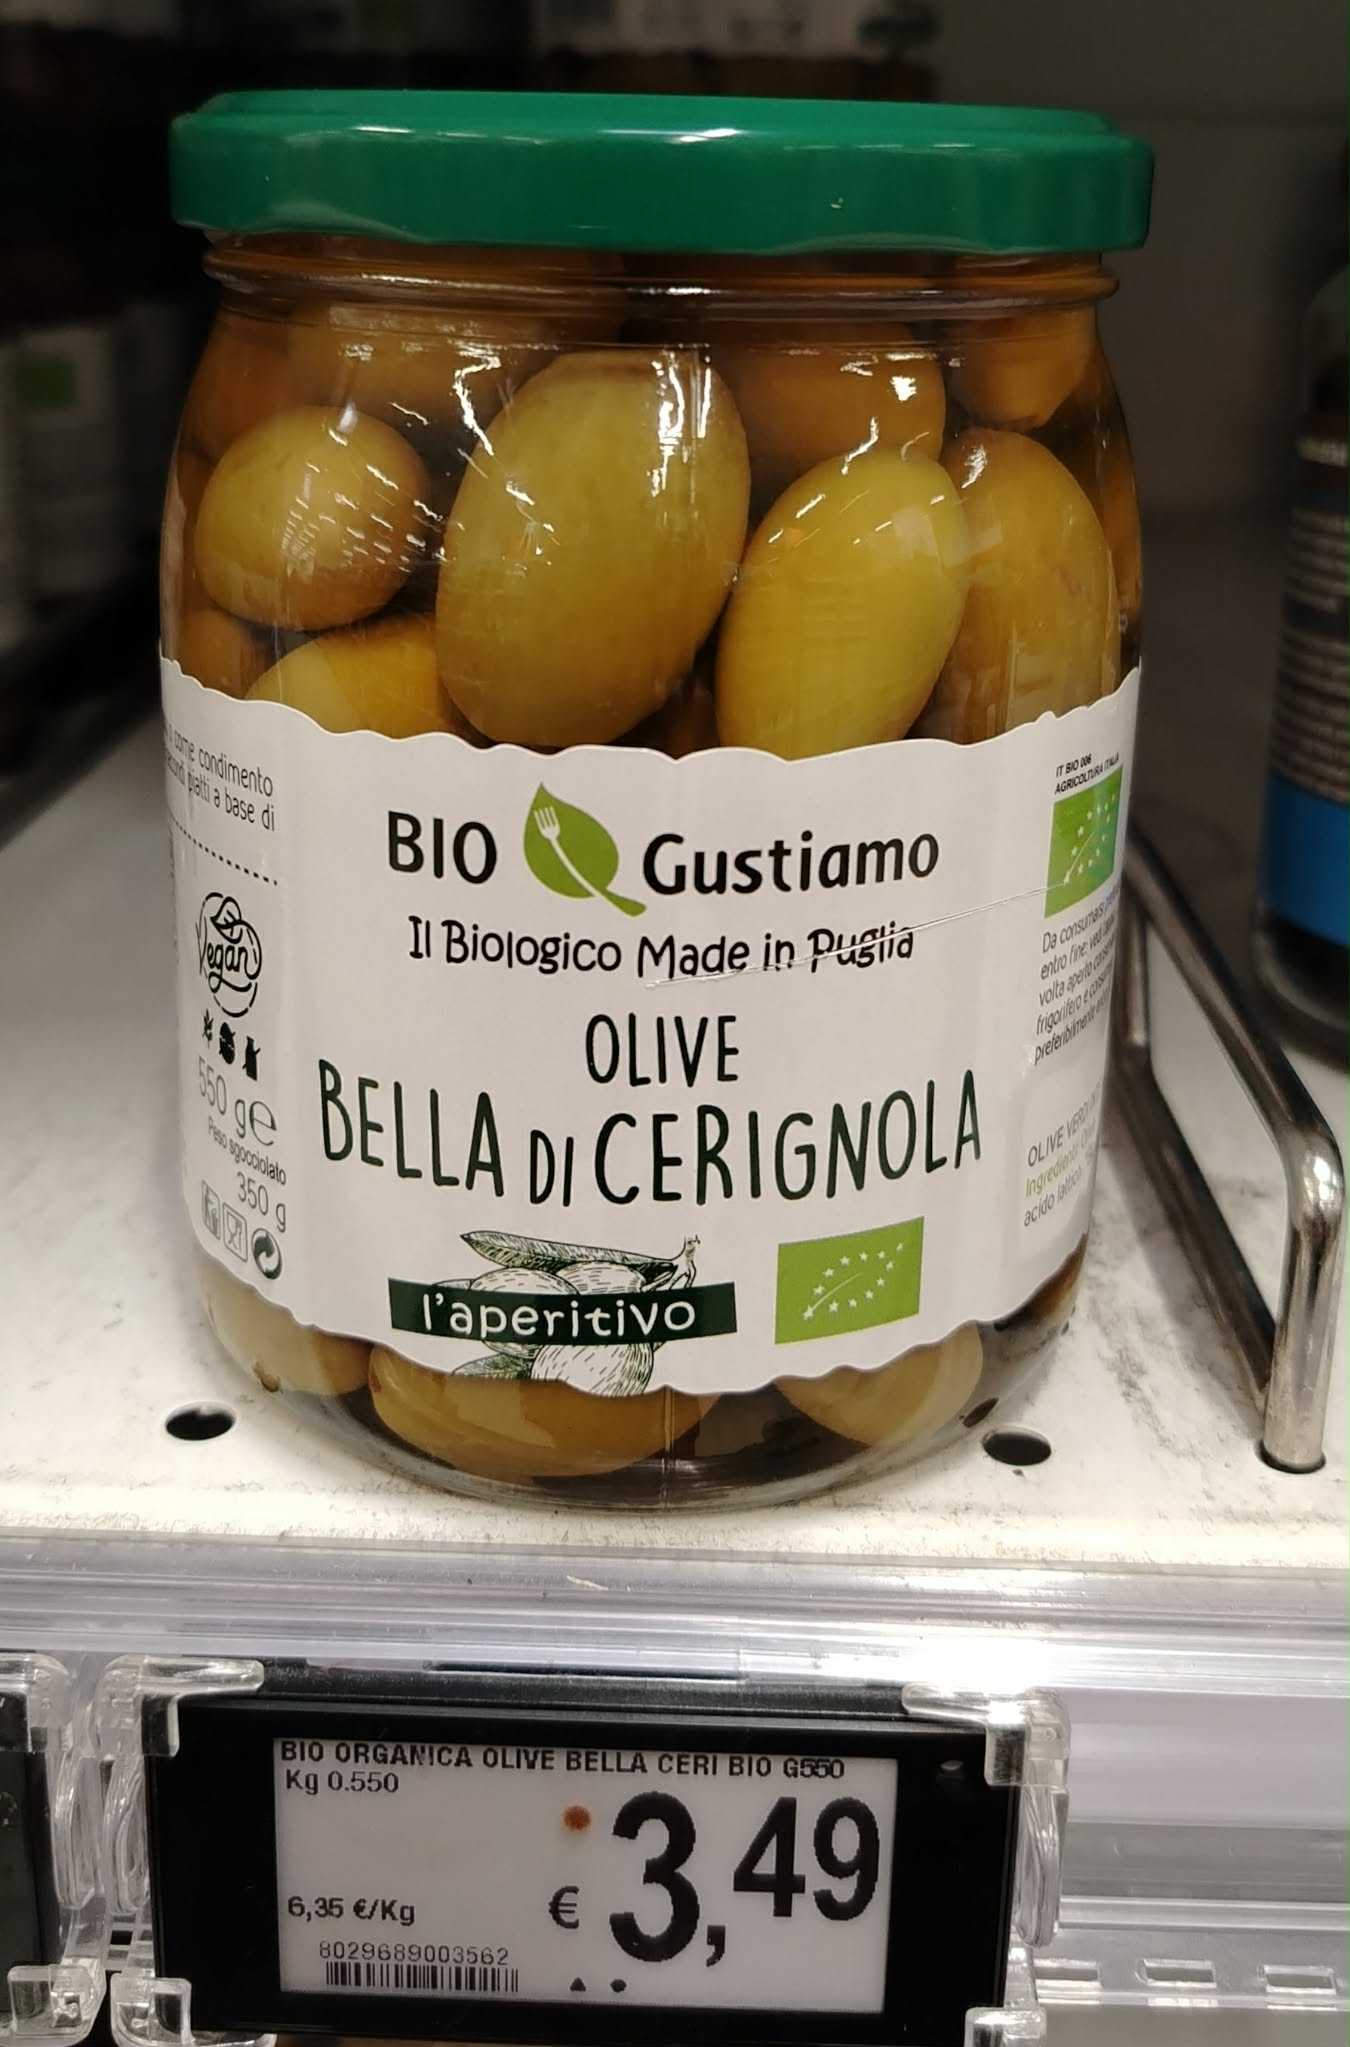 o come condimento
piatti a base di
Vegan
550 g e
Peso sgocciolato
350 g
BIO Gustiamo
Il Biologico Made in Puglia
OLIVE
BELLA DI CERIGNOLA
l'aperitivo
IT BIO 006
AGRICOLTURA ITALIA
Da consumarsi
entro fine: vedi
volta aperto
frigorifero e
preferibilmente
OLIVE VERDI
Ingredienti:
acido lattico
BIO ORGANICA OLIVE BELLA CERI BIO G550
Kg 0.550
€ 3,49
6,35 €/Kg
8029689003562